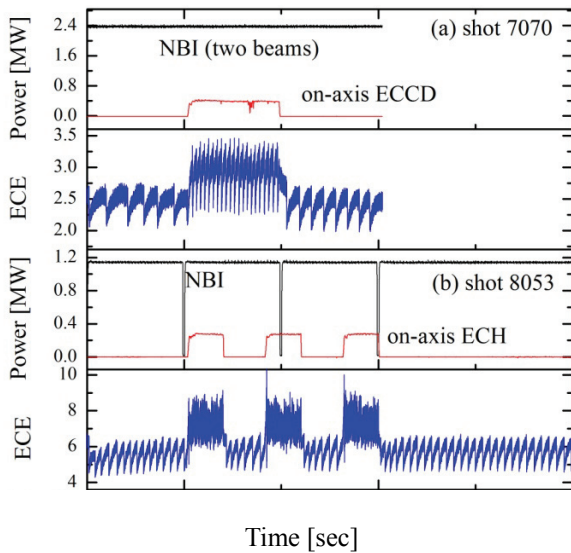 2.4
NBI (two beams)
(a) shot 7070
1.6
0.8
on-axis ECCD
0.0
Power [MW]
3.5
3.0
2.5
2.0
ECE
1.2
NBI
(b) shot 8053
0.8
0.4
on-axis ECH
0.0
Power [MW]
10
8
6
4
ECE
Time [sec]